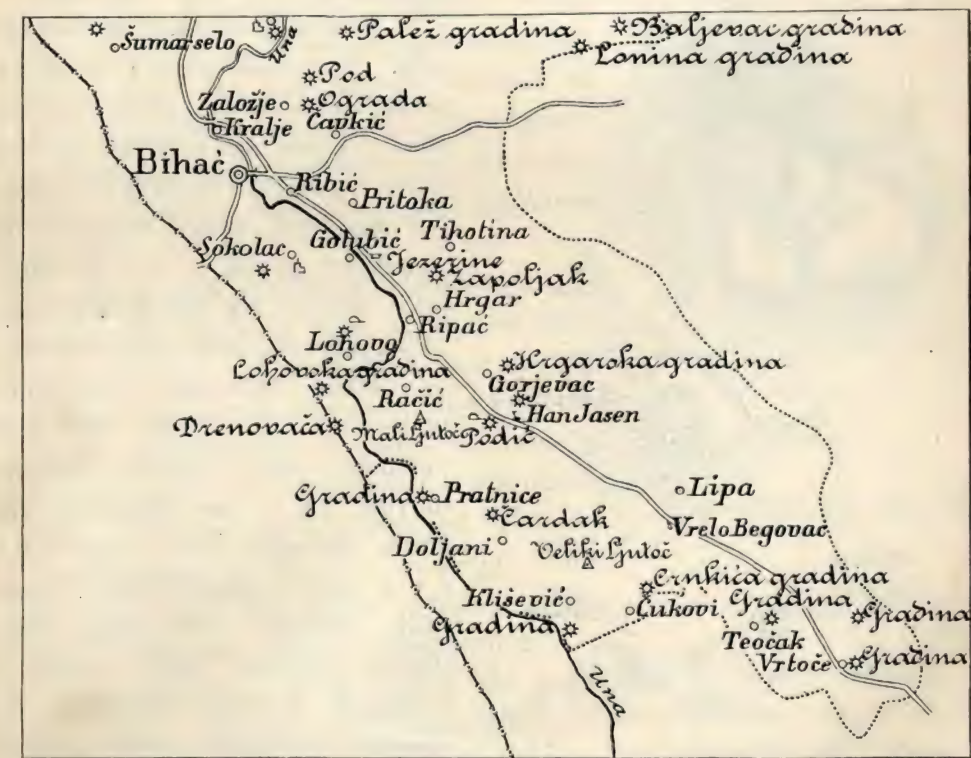 Una
Palež gradina
Baljevac gradina
Šumarselo
Lonina gradina
Pod
Založje
Ograda
Kralje
Čavkić
Bihać
Ribić
Pritoka
Sokolac
Golubić
Tihotina
Jezerine
Zapoljak
Hrgar
Ripać
Lohovo
Lohovska gradina
Hrgarska gradina
Gorjevac
Račić
Han Jasen
Drenovača
Mali Ljutoč
Podić
Gradina
Pratnice
Lipa
Čardak
Vrelo Begovac
Doljani
Veliki Ljutoč
Crnkića gradina
Klišević
Čukovi
Gradina
Gradina
Gradina
Teočak
Vrtoče
Gradina
Una